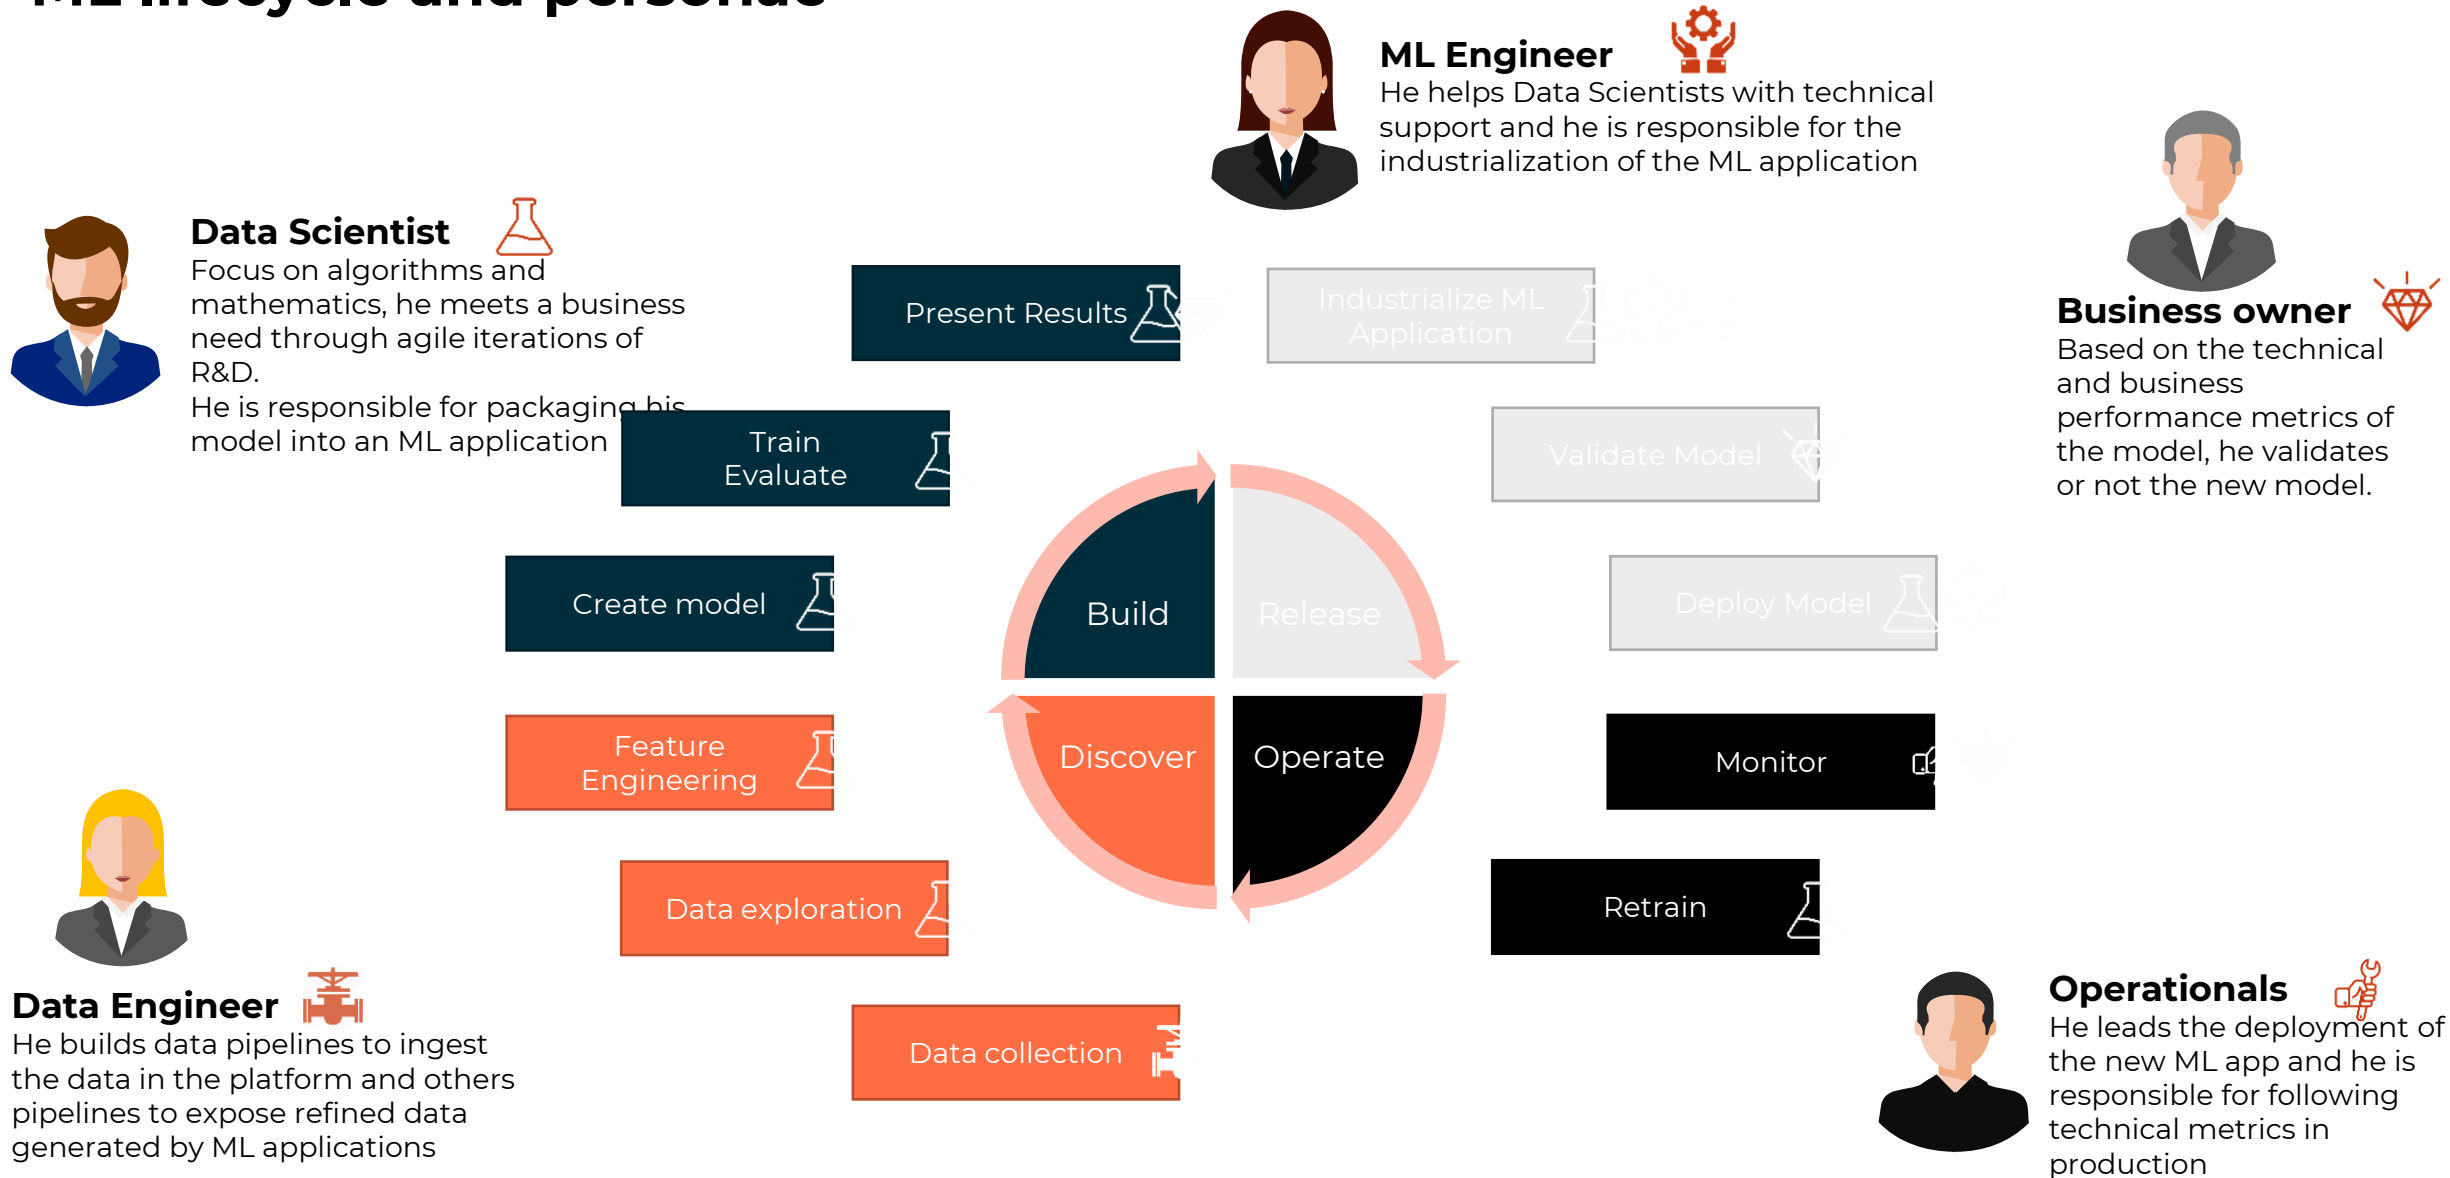 ML lifecycle and personae
ML Engineer
He helps Data Scientists with technical
support and he is responsible for the
industrialization of the ML application
Data Scientist
Focus on algorithms and
mathematics, he meets a business
need through agile iterations of
R&D.
He is responsible for packaging his
model into an ML application
Business owner
Based on the technical
and business
performance metrics of
the model, he validates
or not the new model.
Present Results
Industrialize ML
Application
Train
Evaluate
Validate Model
Create model
Deploy Model
Build
Release
Feature
Engineering
Discover
Operate
Monitor
Data exploration
Retrain
Data collection
Data Engineer
He builds data pipelines to ingest
the data in the platform and others
pipelines to expose refined data
generated by ML applications
Operationals
He leads the deployment of
the new ML app and he is
responsible for following
technical metrics in
production